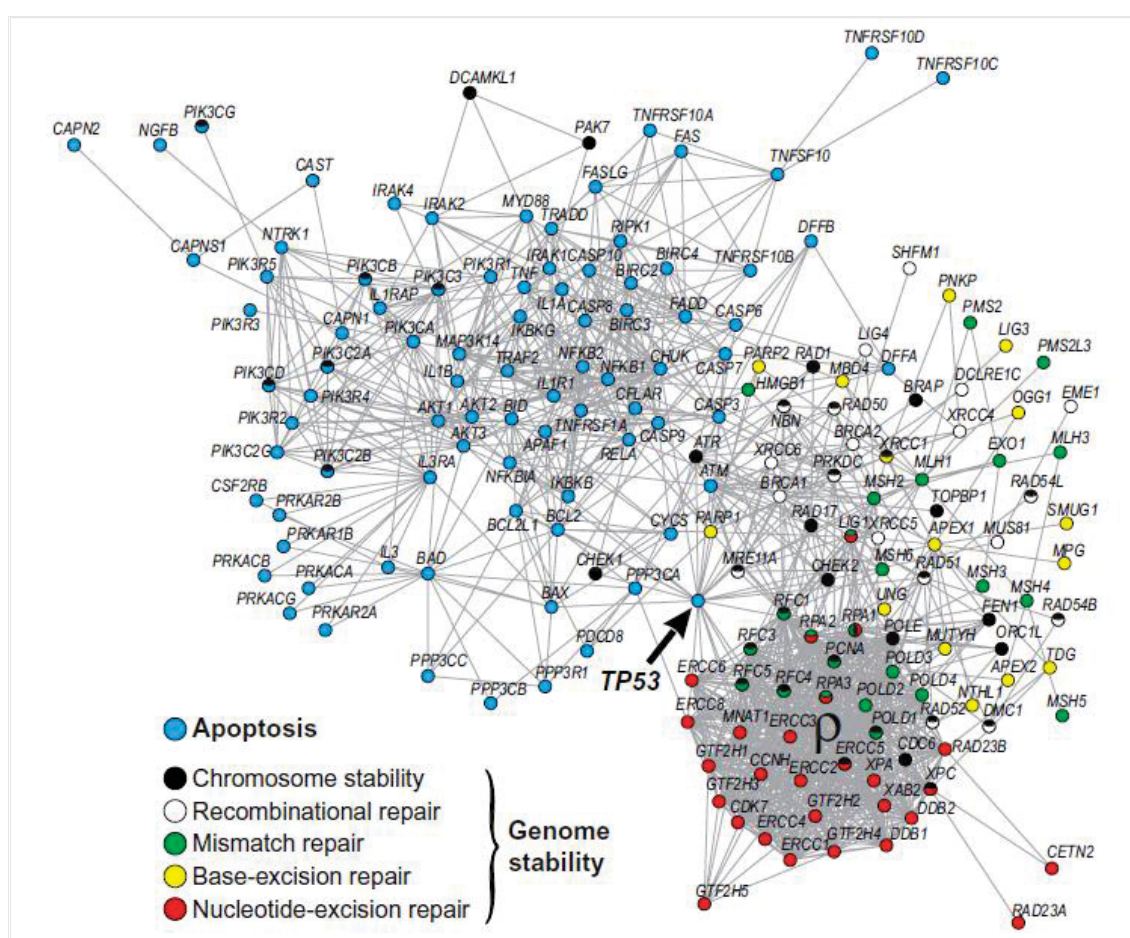 TNFRSF10D
TNFRSF10C
DCAMKL1
PIK3CG
CAPN2
NGFB
PAK7
TNFRSF10A
FAS
TNFSF10
CAST
FASLG
IRAK4
IRAK2
MYD88
TRADD
RIPK1
DFFB
CAPNS1
NTRK1
PIK3R5
PIK3CB
PIK3C3
PIK3R1
IRAK1
CASP10
BIRC4
TNFRSF10B
SHFM1
TNF
BIRC2
IL1RAP
IL1A
CASP8
FADD
CASP6
PNKP
PIK3R3
CAPN1
PIK3CA
IKBKG
BIRC3
PMS2
MAP3K14
LIG4
LIG3
PIK3C2A
TRAF2
NFKB2
NFKB1
CHUK
CASP7
PARP2
RAD1
MBD4
DFFA
PMS2L3
PIK3CD
PIK3R4
IL1B
IL1R1
CFLAR
HMGB1
BRAP
DCLRE1C
PIK3R2
AKT1
AKT2
BID
TNFRSF1A
CASP3
NBN
RAD50
XRCC4
OGG1
EME1
AKT3
APAF1
CASP9
BRCA2
PIK3C2G
PIK3C2B
IL3RA
NFKBIA
RELA
ATR
XRCC6
PRKDC
XRCC1
EXO1
MLH3
CSF2RB
PRKAR2B
IKBKB
ATM
BRCA1
MSH2
MLH1
RAD54L
PRKAR1B
BCL2L1
BCL2
CYCS
PARP1
RAD17
LIG1
XRCC5
TOPBP1
APEX1
MUS81
SMUG1
PRKACB
PRKACA
IL3
BAD
CHEK1
PPP3CA
MRE11A
CHEK2
MSH6
RAD51
MSH3
MPG
PRKACG
PRKAR2A
BAX
RFC1
RPA2
RPA1
UNG
POLE
FEN1
MSH4
RAD54B
PDCD8
RFC3
PCNA
MUTYH
ORC1L
PPP3CC
PPP3CB
PPP3R1
TP53
ERCC6
RFC5
RFC4
RPA3
POLD3
POLD2
POLD4
APEX2
TDG
NTHL1
MSH5
ERCC8
MNAT1
ERCC3
ρ
POLD1
RAD52
DMC1
GTF2H1
CCNH
ERCC2
ERCC5
CDC6
RAD23B
GTF2H3
XPA
XPC
CDK7
GTF2H2
XAB2
DDB2
ERCC4
ERCC1
GTF2H4
DDB1
CETN2
GTF2H5
RAD23A
Apoptosis
Chromosome stability
Recombinational repair
Mismatch repair
Base-excision repair
Nucleotide-excision repair
Genome
stability